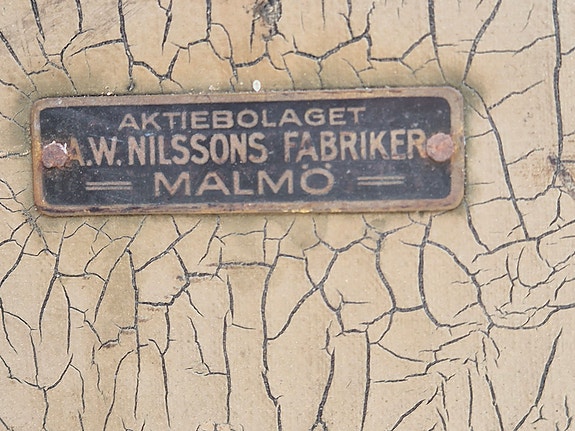 AKTIEBOLAGET
A.W. NILSSONS FABRIKER
= MALMÖ =